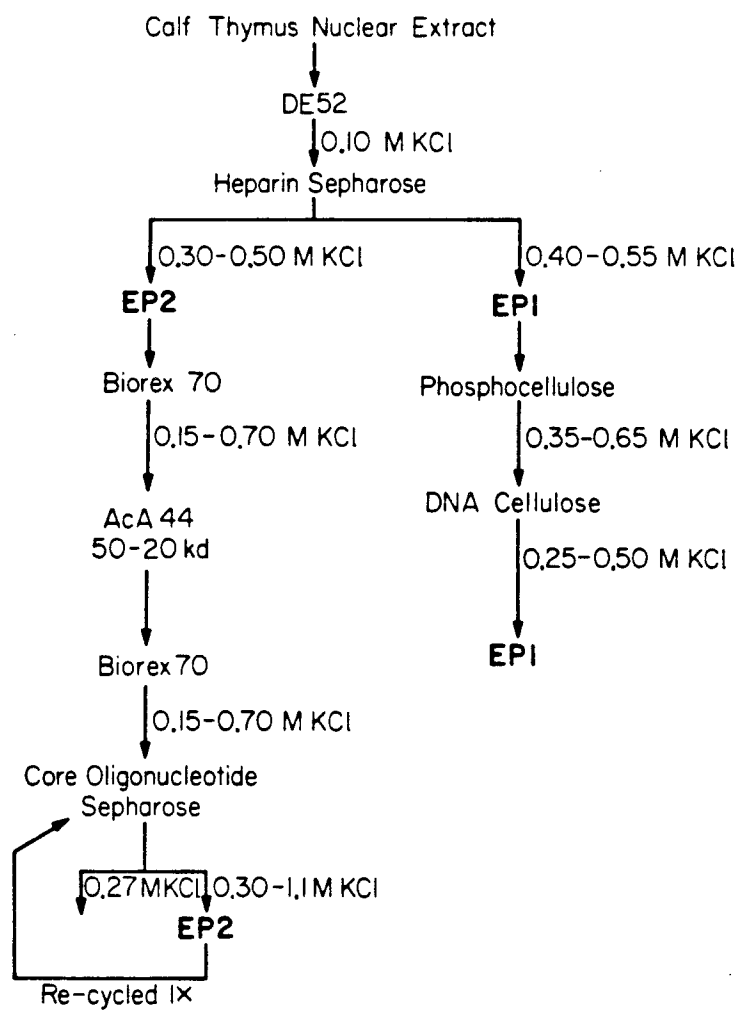 Calf Thymus Nuclear Extract
DE52
0.10 M KCl
Heparin Sepharose
0.30-0.50 M KCl
0.40-0.55 M KCl
EP2
EP1
Biorex 70
Phosphocellulose
0.15-0.70 M KCl
0.35-0.65 M KCl
AcA 44
50-20 kd
DNA Cellulose
0.25-0.50 M KCl
Biorex 70
EP1
0.15-0.70 M KCl
Core Oligonucleotide
Sepharose
0.27 M KCl
0.30-1.1 M KCl
EP2
Re-cycled 1x